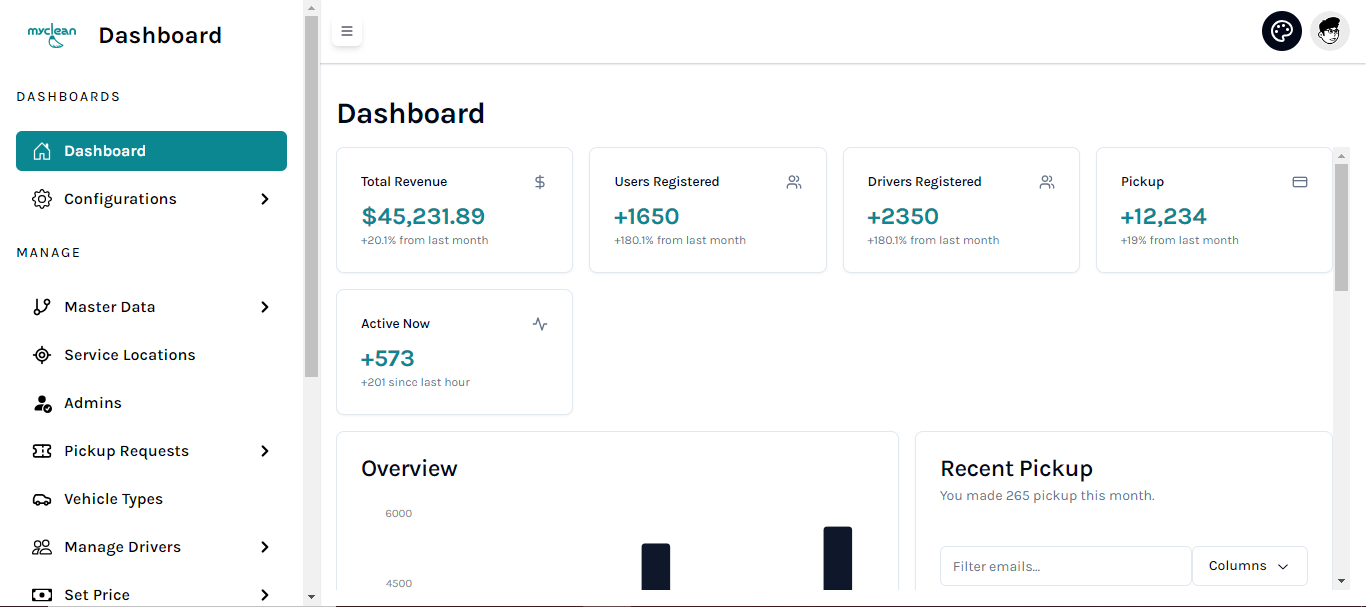 myclean
Dashboard
DASHBOARDS
Dashboard
Configurations
MANAGE
Master Data
Service Locations
Admins
Pickup Requests
Vehicle Types
Manage Drivers
Set Price
Dashboard
Total Revenue
$45,231.89
+20.1% from last month
Users Registered
+1650
+180.1% from last month
Drivers Registered
+2350
+180.1% from last month
Pickup
+12,234
+19% from last month
Active Now
+573
+201 since last hour
Overview
6000
4500
Recent Pickup
You made 265 pickup this month.
Filter emails...
Columns